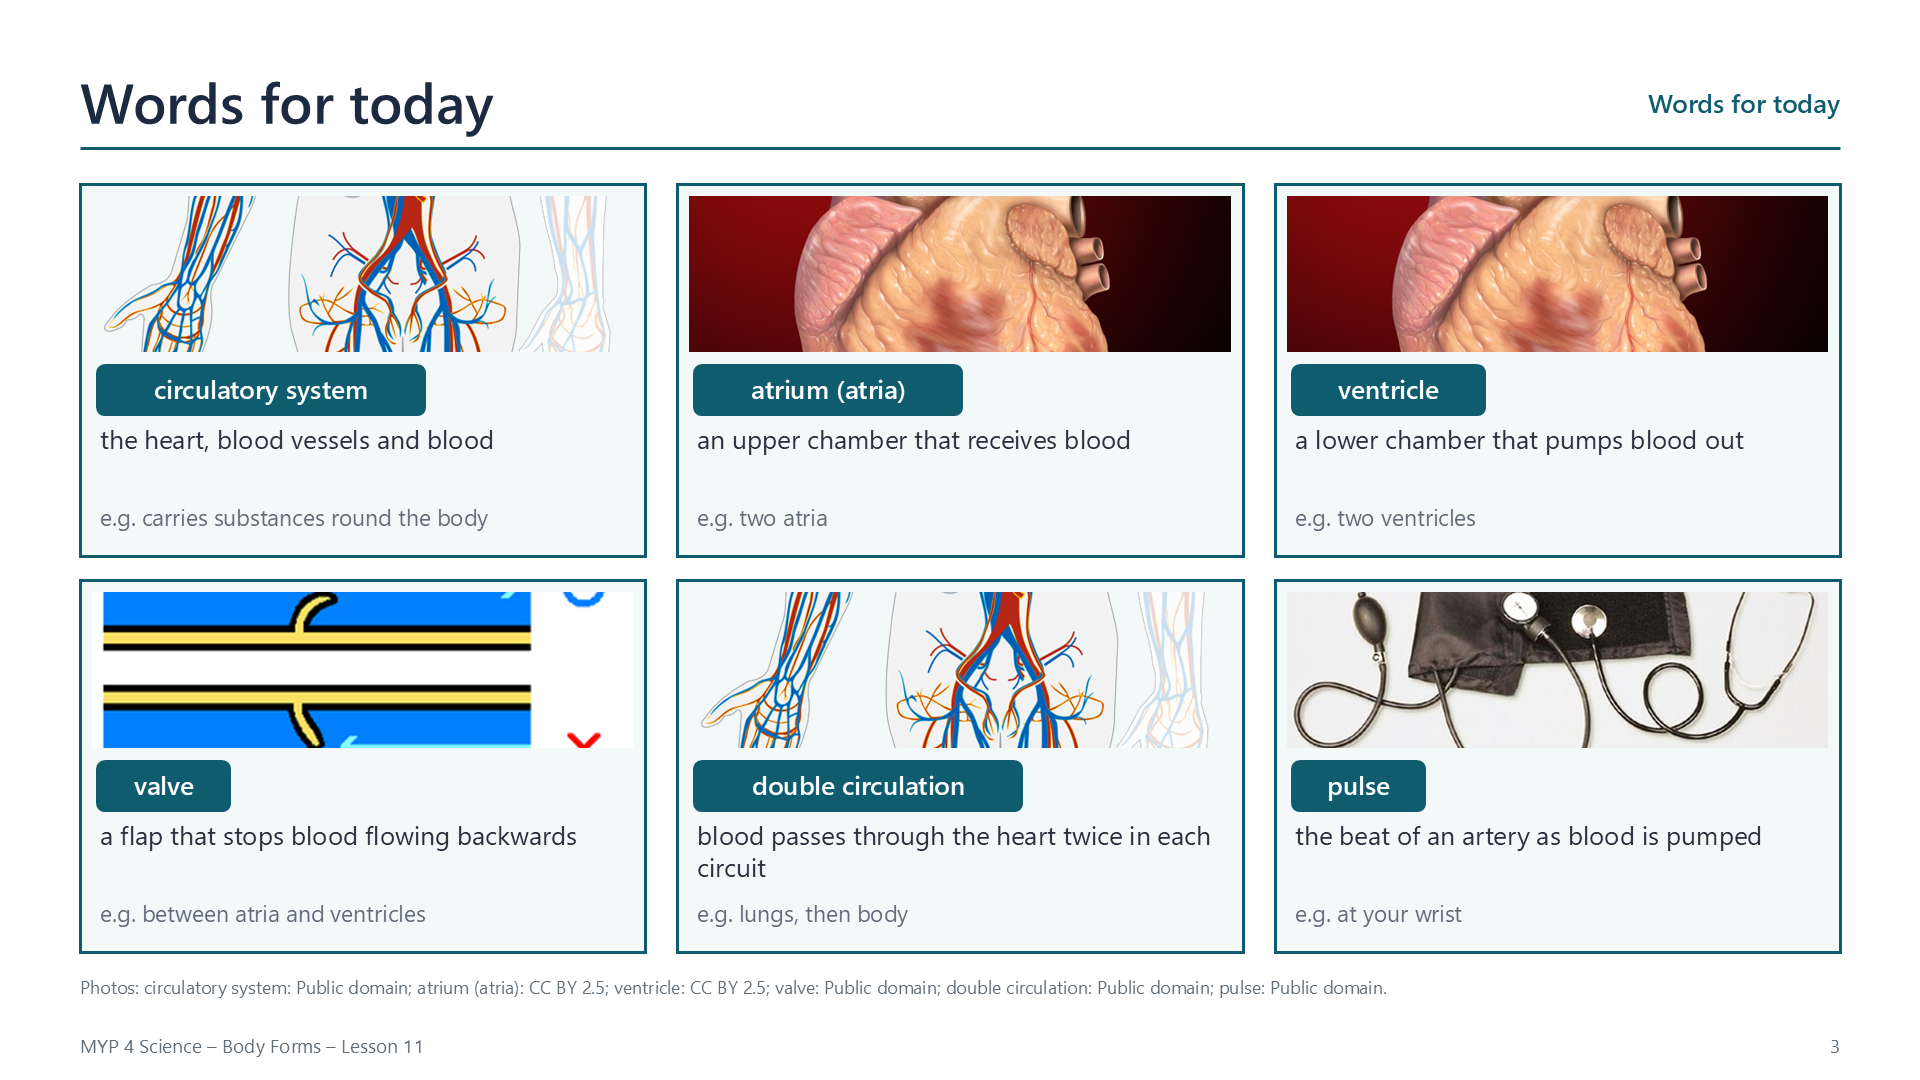 Words for today
Words for today
circulatory system
the heart, blood vessels and blood
e.g. carries substances round the body
atrium (atria)
an upper chamber that receives blood
e.g. two atria
ventricle
a lower chamber that pumps blood out
e.g. two ventricles
valve
a flap that stops blood flowing backwards
e.g. between atria and ventricles
double circulation
blood passes through the heart twice in each
circuit
e.g. lungs, then body
pulse
the beat of an artery as blood is pumped
e.g. at your wrist
Photos: circulatory system: Public domain; atrium (atria): CC BY 2.5; ventricle: CC BY 2.5; valve: Public domain; double circulation: Public domain; pulse: Public domain.
MYP 4 Science – Body Forms – Lesson 11
3